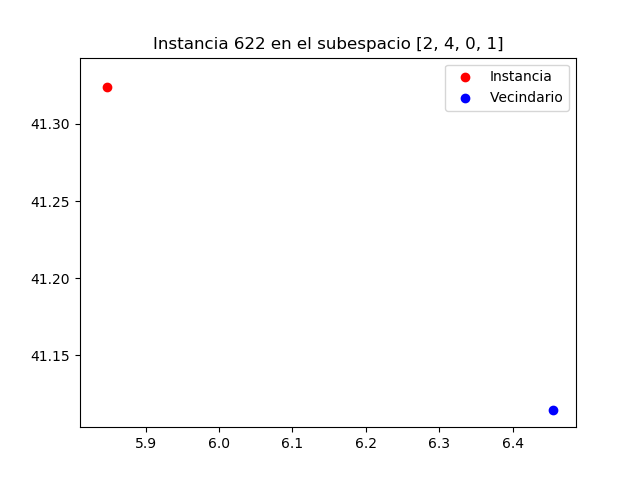 Instancia 622 en el subespacio [2, 4, 0, 1]
Instancia
Vecindario
41.30
41.25
41.20
41.15
5.9 6.0 6.1 6.2 6.3 6.4